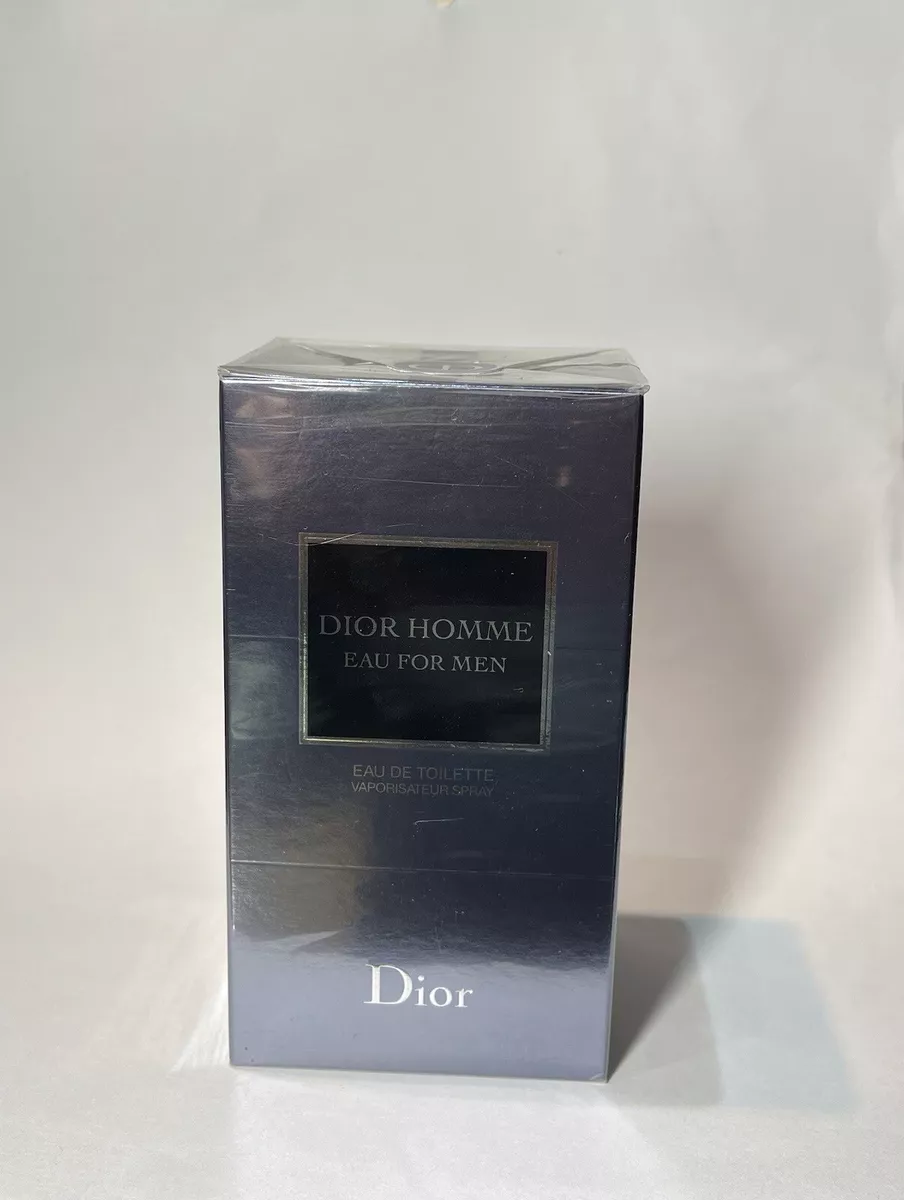 DIOR HOMME
EAU FOR MEN
EAU DE TOILETTE
VAPORISATEUR SPRAY
Dior